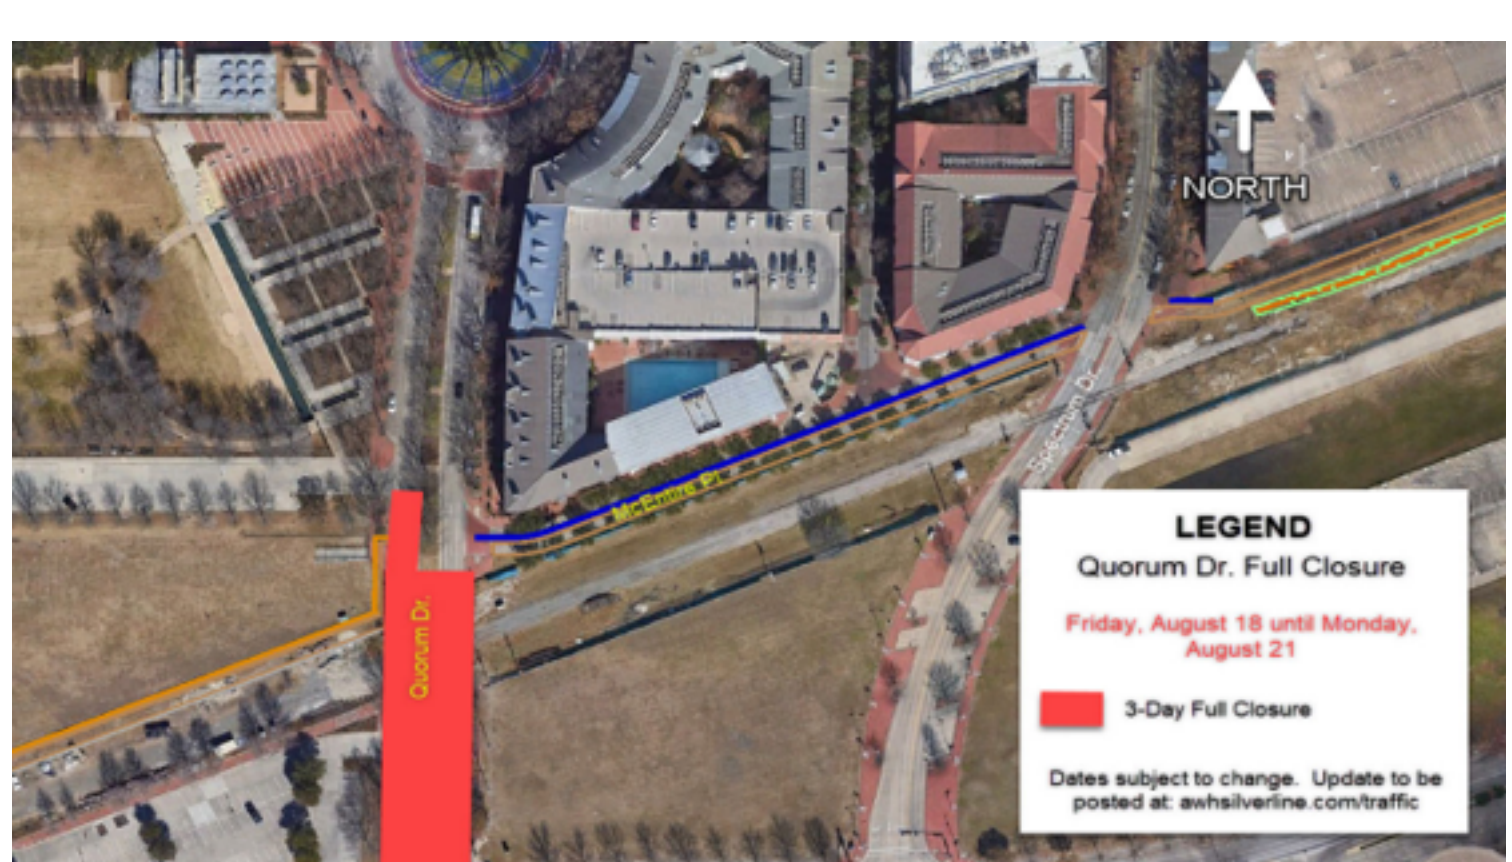 NORTH
Spectrum Dr.
McEntire Pl.
Quorum Dr.
LEGEND
Quorum Dr. Full Closure
Friday, August 18 until Monday,
August 21
3-Day Full Closure
Dates subject to change. Update to be
posted at: awhsilverline.com/traffic